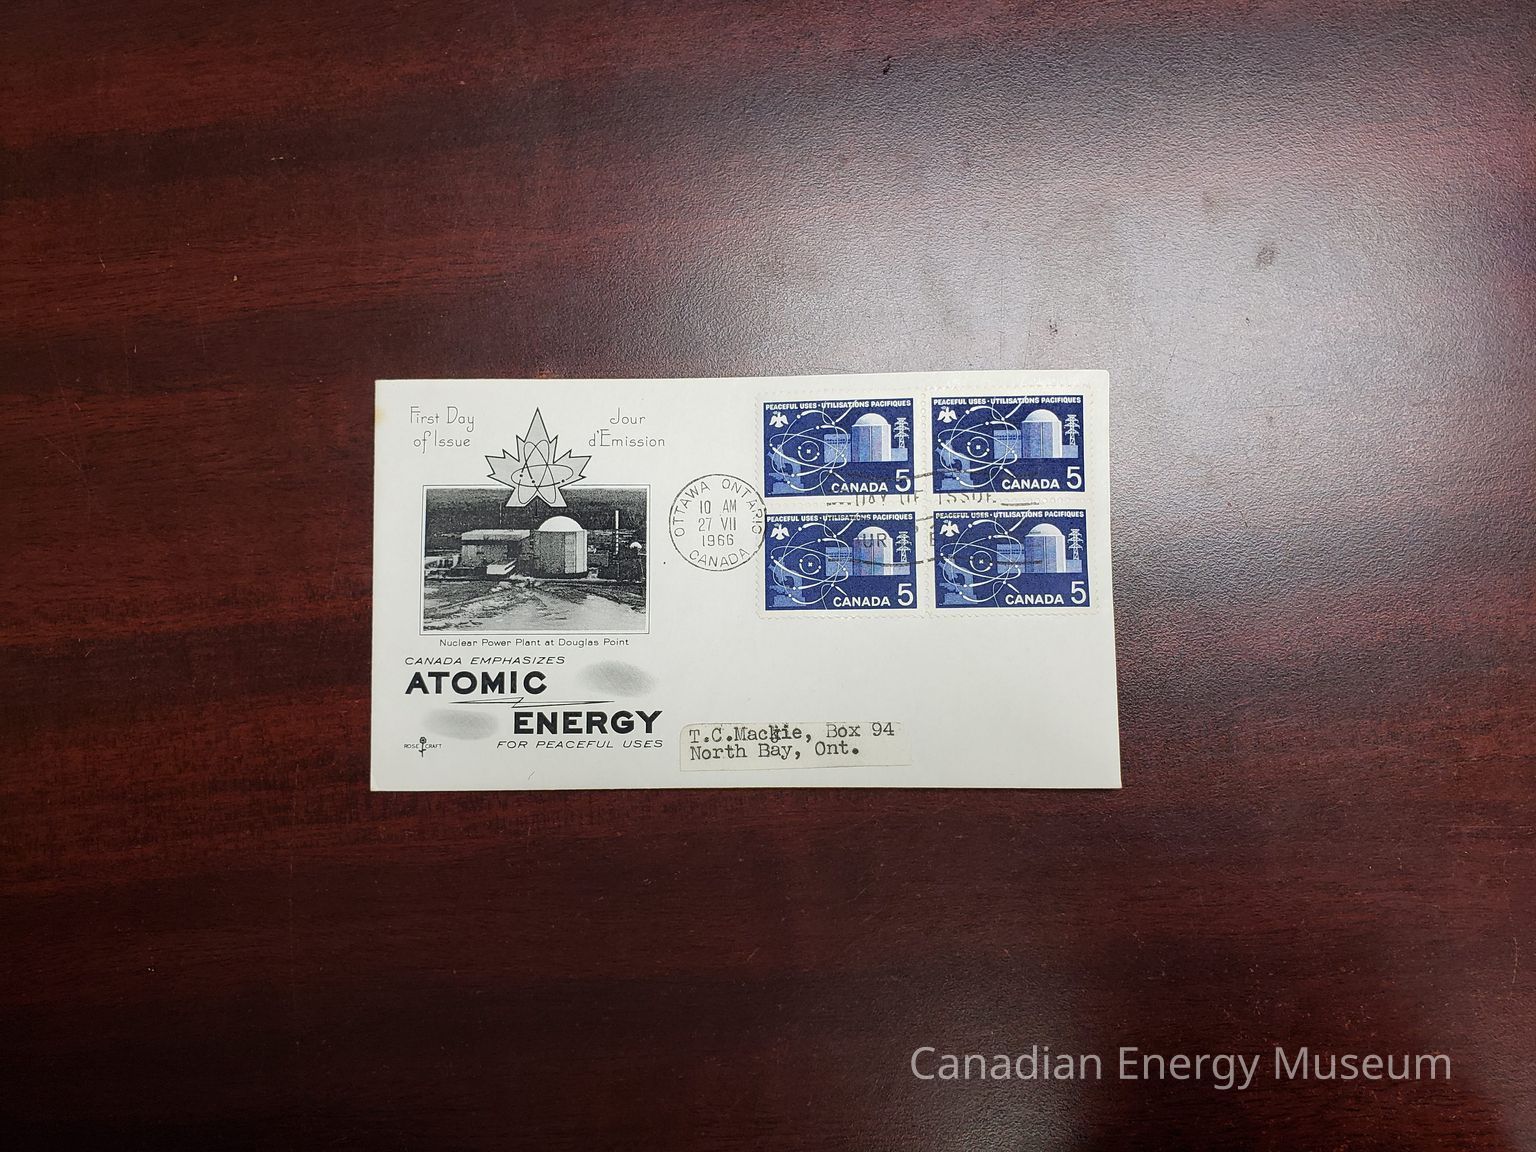 First Day
of Issue
Jour
d'Emission
Nuclear Power Plant at Douglas Point
CANADA EMPHASIZES
ATOMIC
ENERGY
FOR PEACEFUL USES
ROSE CRAFT
OTTAWA ONTARIO
10 AM
27 VII
1966
CANADA
PEACEFUL USES · UTILISATIONS PACIFIQUES
CANADA 5
PEACEFUL USES · UTILISATIONS PACIFIQUES
CANADA 5
DAY OF ISSUE
PEACEFUL USES · UTILISATIONS PACIFIQUES
CANADA 5
PEACEFUL USES · UTILISATIONS PACIFIQUES
CANADA 5
T.C.Mackie, Box 94
North Bay, Ont.
Canadian Energy Museum